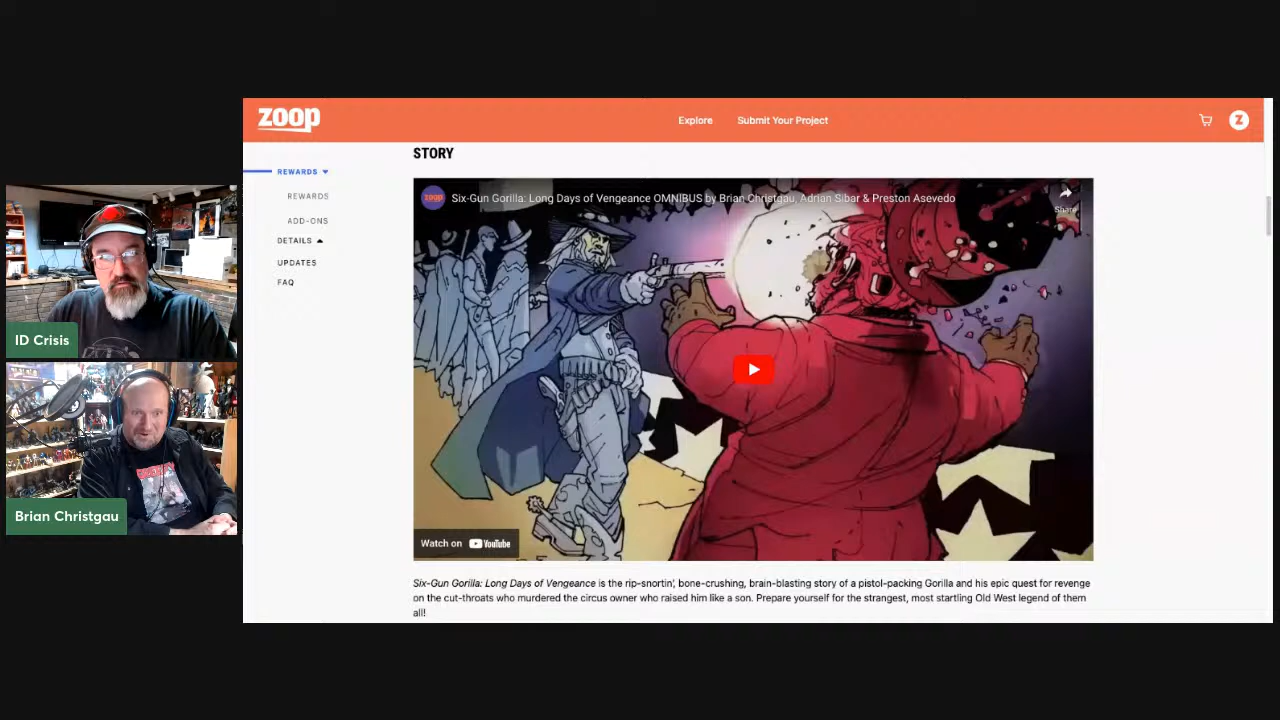 zoop
Explore
Submit Your Project
Z
STORY
REWARDS
REWARDS
ADD-ONS
DETAILS
UPDATES
FAQ
zoop
Six-Gun Gorilla: Long Days of Vengeance OMNIBUS by Brian Christgau, Adrian Sibar & Preston Asevedo
Share
Watch on YouTube
Six-Gun Gorilla: Long Days of Vengeance is the rip-snortin', bone-crushing, brain-blasting story of a pistol-packing Gorilla and his epic quest for revenge
on the cut-throats who murdered the circus owner who raised him like a son. Prepare yourself for the strangest, most startling Old West legend of them
all!
ID Crisis
Brian Christgau